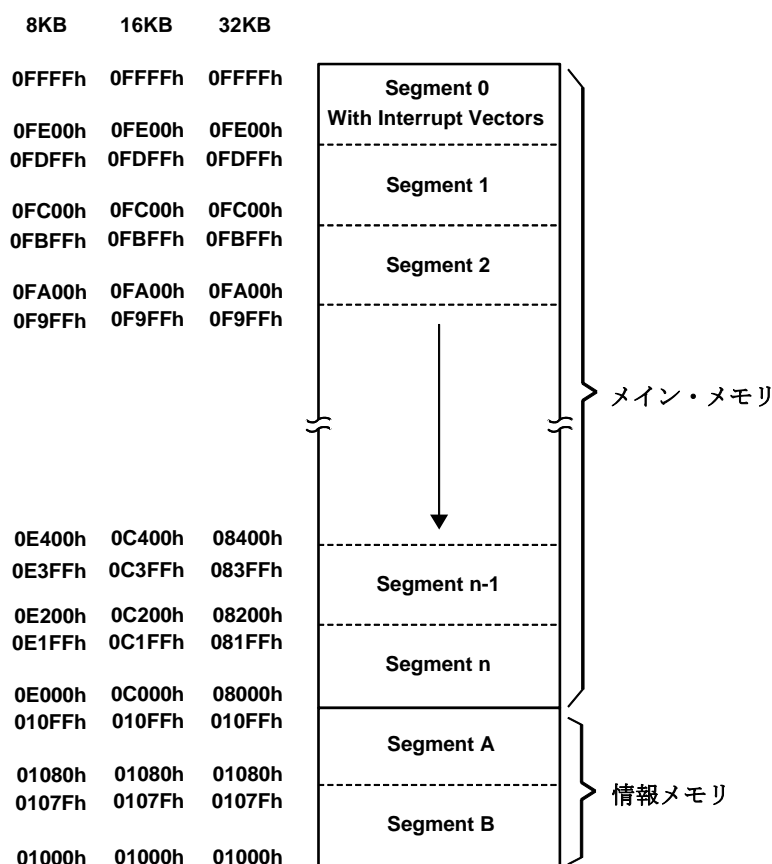 8KB 16KB 32KB
0FFFFh 0FFFFh 0FFFFh
Segment 0
With Interrupt Vectors
0FE00h 0FE00h 0FE00h
0FDFFh 0FDFFh 0FDFFh
Segment 1
0FC00h 0FC00h 0FC00h
0FBFFh 0FBFFh 0FBFFh
Segment 2
0FA00h 0FA00h 0FA00h
0F9FFh 0F9FFh 0F9FFh
メイン・メモリ
0E400h 0C400h 08400h
0E3FFh 0C3FFh 083FFh
Segment n-1
0E200h 0C200h 08200h
0E1FFh 0C1FFh 081FFh
Segment n
0E000h 0C000h 08000h
010FFh 010FFh 010FFh
Segment A
01080h 01080h 01080h
0107Fh 0107Fh 0107Fh
情報メモリ
Segment B
01000h 01000h 01000h